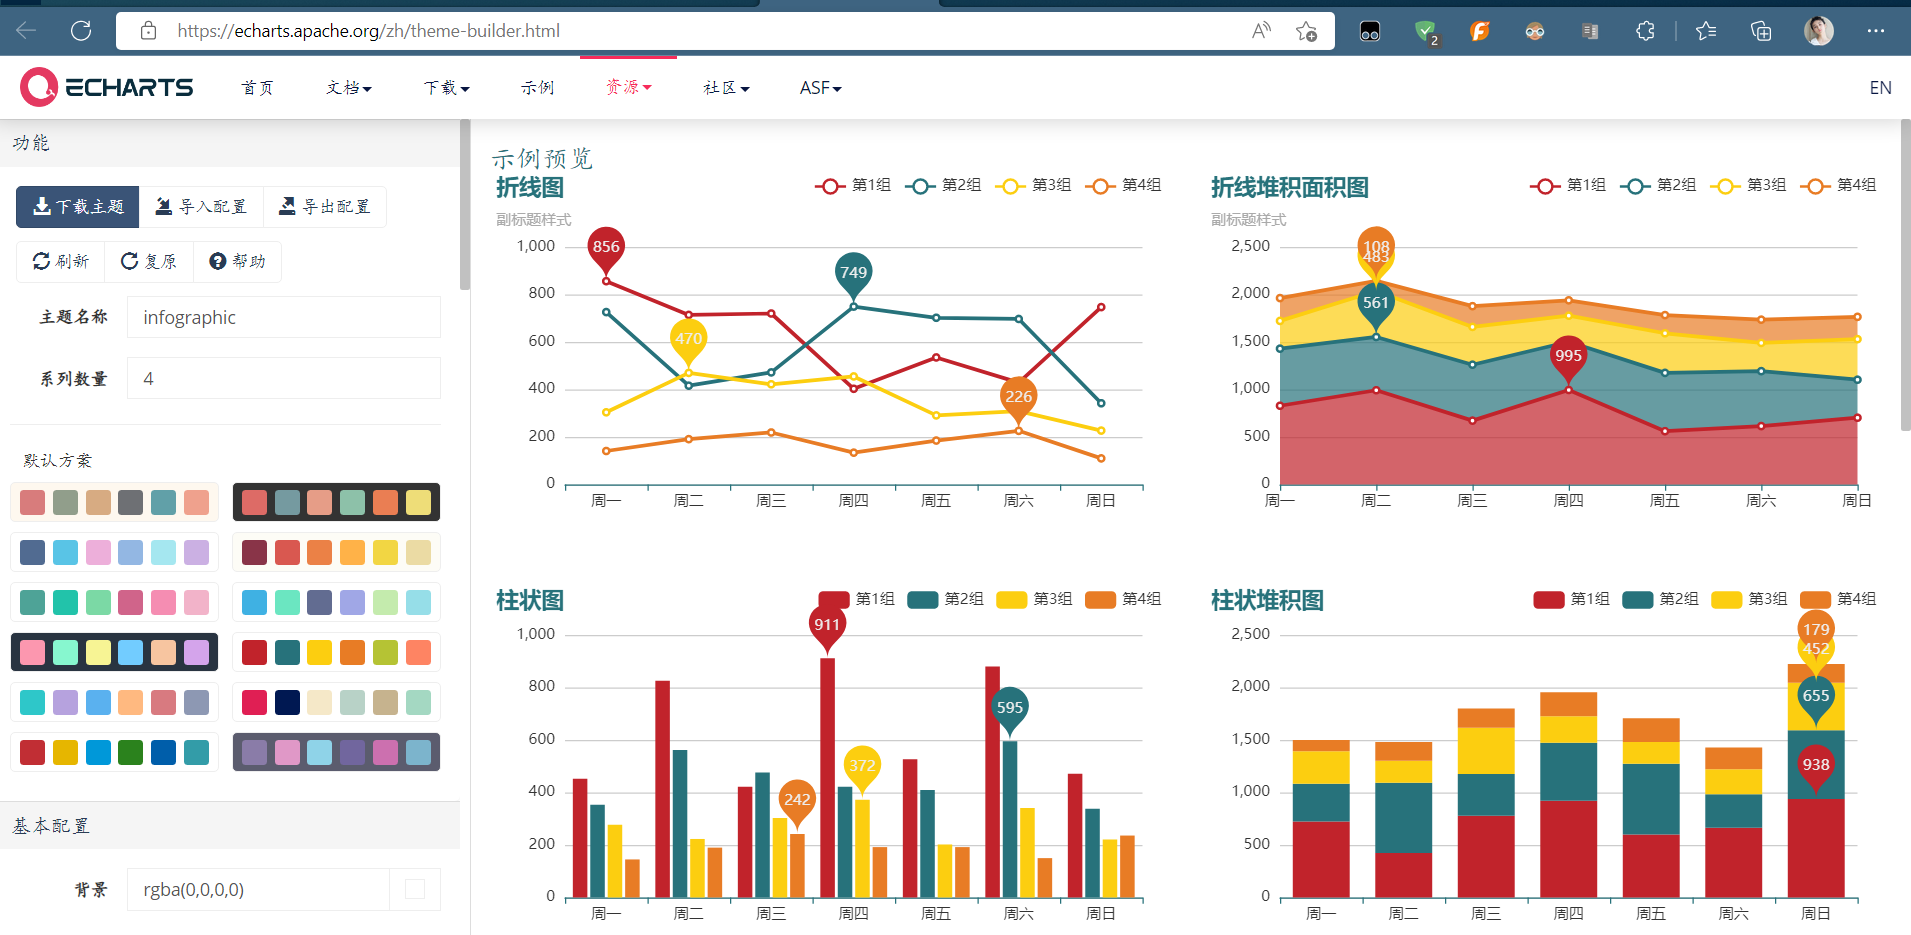 https://echarts.apache.org/zh/theme-builder.html
2
ECHARTS
首页
文档
下载
示例
资源
社区
ASF
EN
功能
下载主题
导入配置
导出配置
刷新
复原
帮助
主题名称
infographic
系列数量
4
默认方案
基本配置
背景
rgba(0,0,0,0)
示例预览
折线图
副标题样式
第1组 第2组 第3组 第4组
1,000
800
600
400
200
0
856
749
470
226
周一 周二 周三 周四 周五 周六 周日
折线堆积面积图
副标题样式
第1组 第2组 第3组 第4组
2,500
2,000
1,500
1,000
500
0
108
483
561
995
周一 周二 周三 周四 周五 周六 周日
柱状图
第1组 第2组 第3组 第4组
1,000
800
600
400
200
0
911
595
372
242
周一 周二 周三 周四 周五 周六 周日
柱状堆积图
第1组 第2组 第3组 第4组
2,500
2,000
1,500
1,000
500
0
179
452
655
938
周一 周二 周三 周四 周五 周六 周日